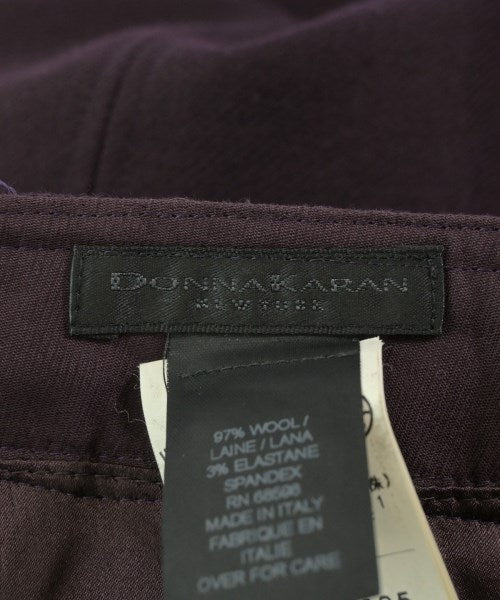 DONNAKARAN
NEW YORK
97% WOOL /
LAINE / LANA
3% ELASTANE
SPANDEX
RN 68598
MADE IN ITALY
FABRIQUE EN
ITALIE
OVER FOR CARE